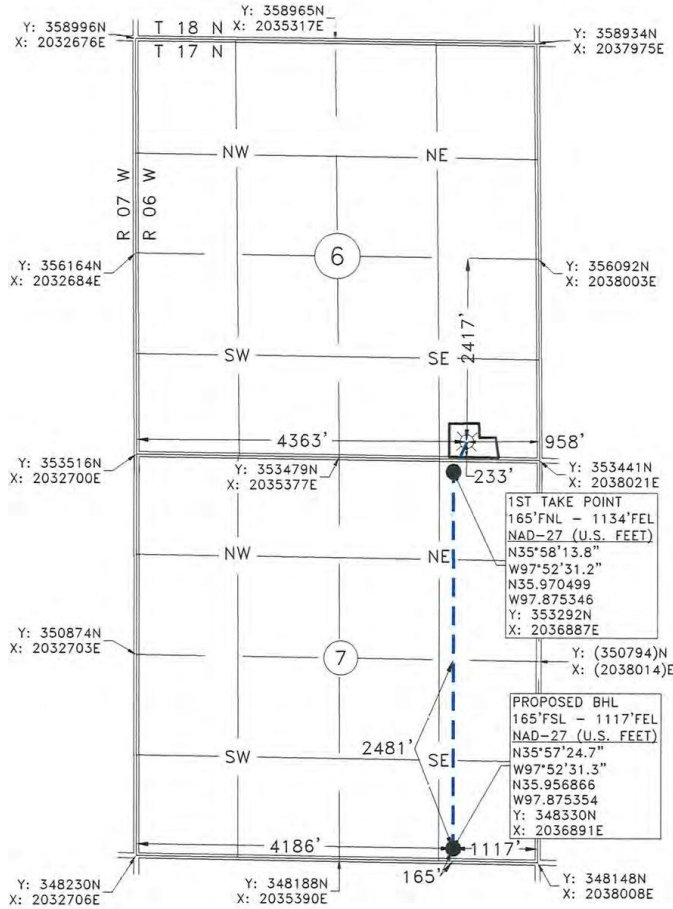 Y: 358965N
X: 2035317E
Y: 358996N
X: 2032676E
T 18 N
T 17 N
Y: 358934N
X: 2037975E
R 07 W
R 06 W
NW
NE
Y: 356164N
X: 2032684E
6
Y: 356092N
X: 2038003E
2417'
SW
SE
4363'
958'
Y: 353516N
X: 2032700E
Y: 353479N
X: 2035377E
233'
Y: 353441N
X: 2038021E
1ST TAKE POINT
165'FNL - 1134'FEL
NAD-27 (U.S. FEET)
N35°58'13.8"
W97°52'31.2"
N35.970499
W97.875346
Y: 353292N
X: 2036887E
NW
NE
Y: 350874N
X: 2032703E
7
Y: (350794)N
X: (2038014)E
PROPOSED BHL
165'FSL - 1117'FEL
NAD-27 (U.S. FEET)
N35°57'24.7"
W97°52'31.3"
N35.956866
W97.875354
Y: 348330N
X: 2036891E
2481'
SW
SE
4186'
1117'
165'
Y: 348230N
X: 2032706E
Y: 348188N
X: 2035390E
Y: 348148N
X: 2038008E